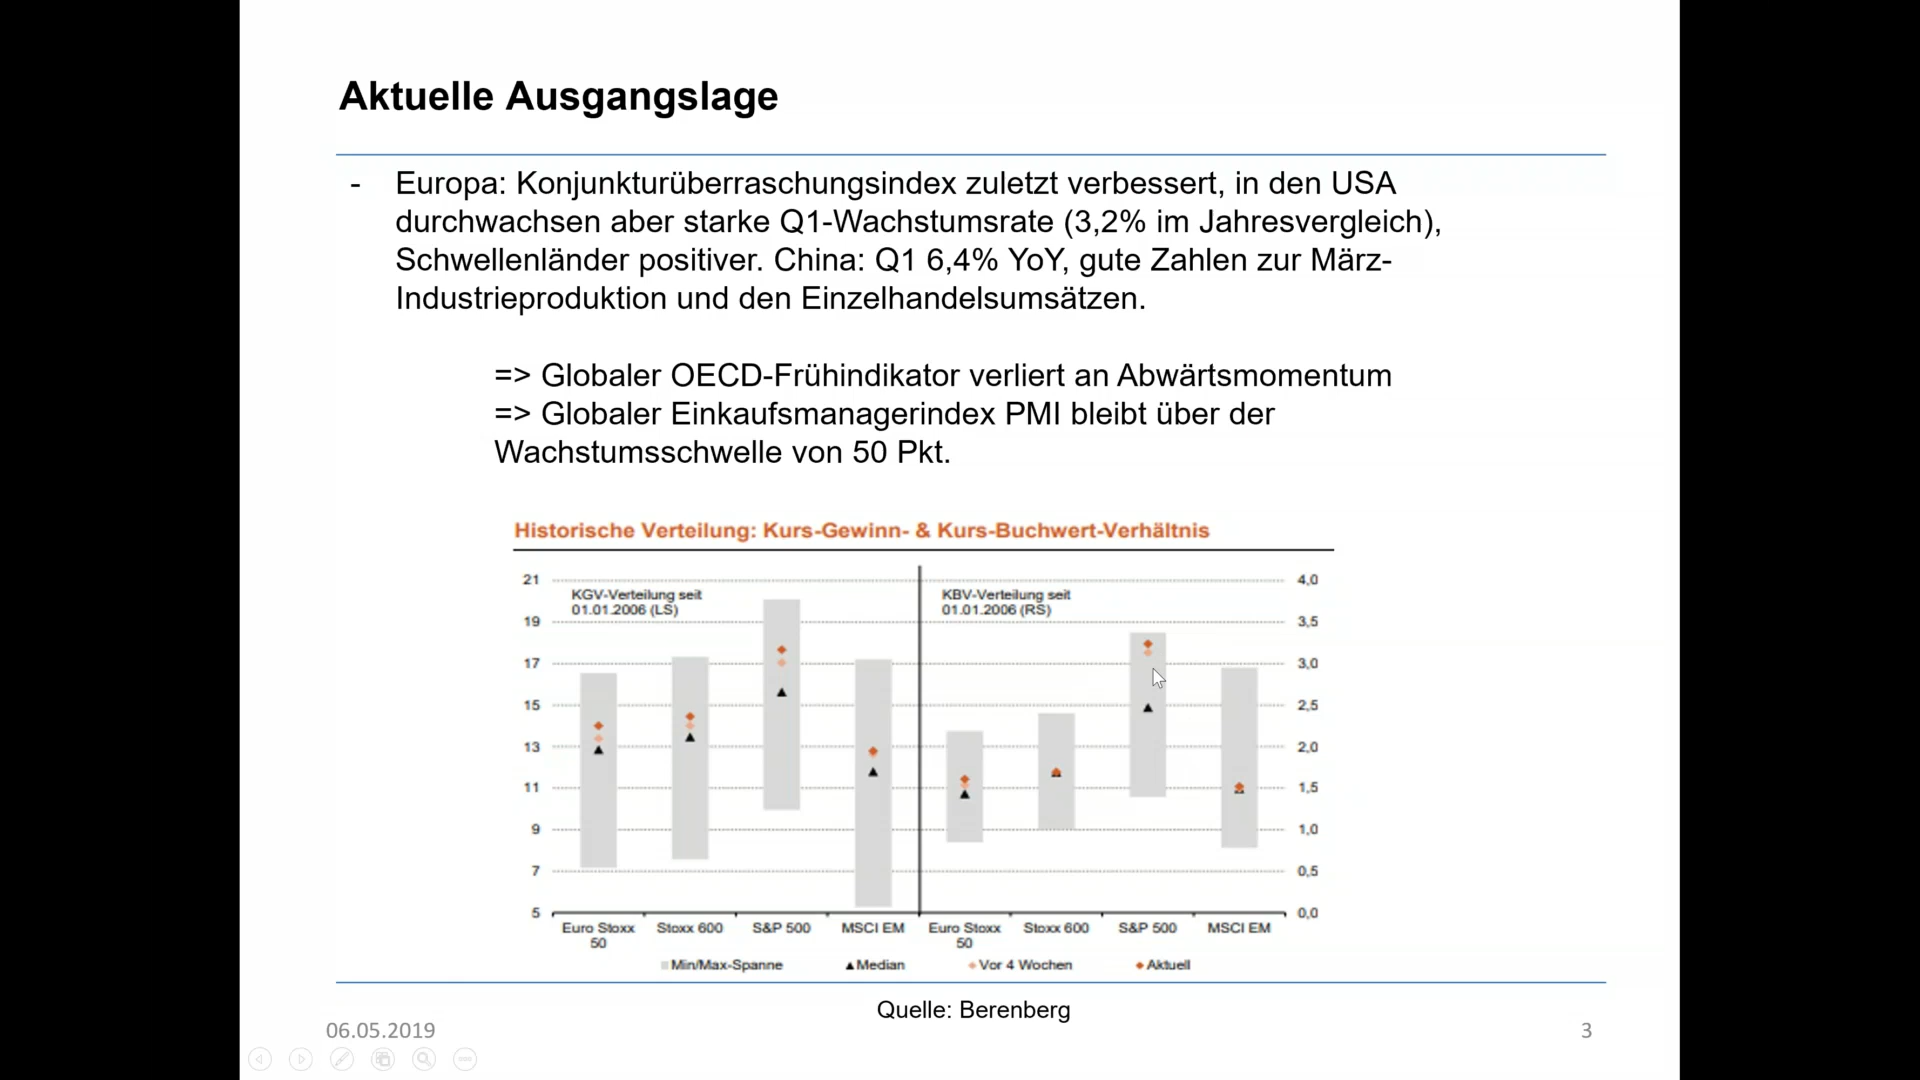 Aktuelle Ausgangslage
- Europa: Konjunkturüberraschungsindex zuletzt verbessert, in den USA
durchwachsen aber starke Q1-Wachstumsrate (3,2% im Jahresvergleich),
Schwellenländer positiver. China: Q1 6,4% YoY, gute Zahlen zur März-
Industrieproduktion und den Einzelhandelsumsätzen.
=> Globaler OECD-Frühindikator verliert an Abwärtsmomentum
=> Globaler Einkaufsmanagerindex PMI bleibt über der
Wachstumsschwelle von 50 Pkt.
Historische Verteilung: Kurs-Gewinn- & Kurs-Buchwert-Verhältnis
21
19
17
15
13
11
9
7
5
KGV-Verteilung seit
01.01.2006 (LS)
KBV-Verteilung seit
01.01.2006 (RS)
4,0
3,5
3,0
2,5
2,0
1,5
1,0
0,5
0,0
Euro Stoxx
50
Stoxx 600
S&P 500
MSCI EM
Euro Stoxx
50
Stoxx 600
S&P 500
MSCI EM
Min/Max-Spanne
Median
Vor 4 Wochen
Aktuell
Quelle: Berenberg
06.05.2019
3